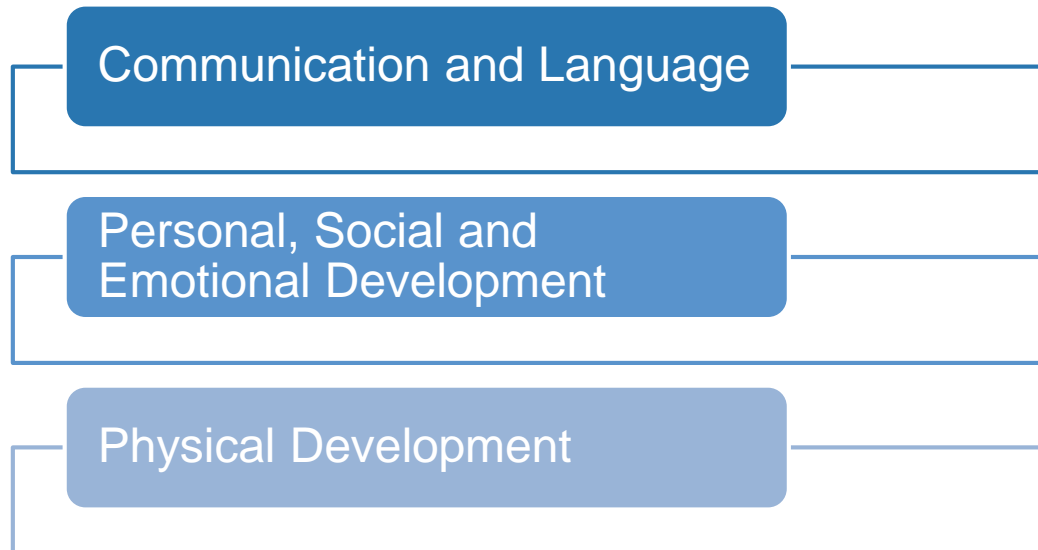 Communication and Language
Personal, Social and
Emotional Development
Physical Development